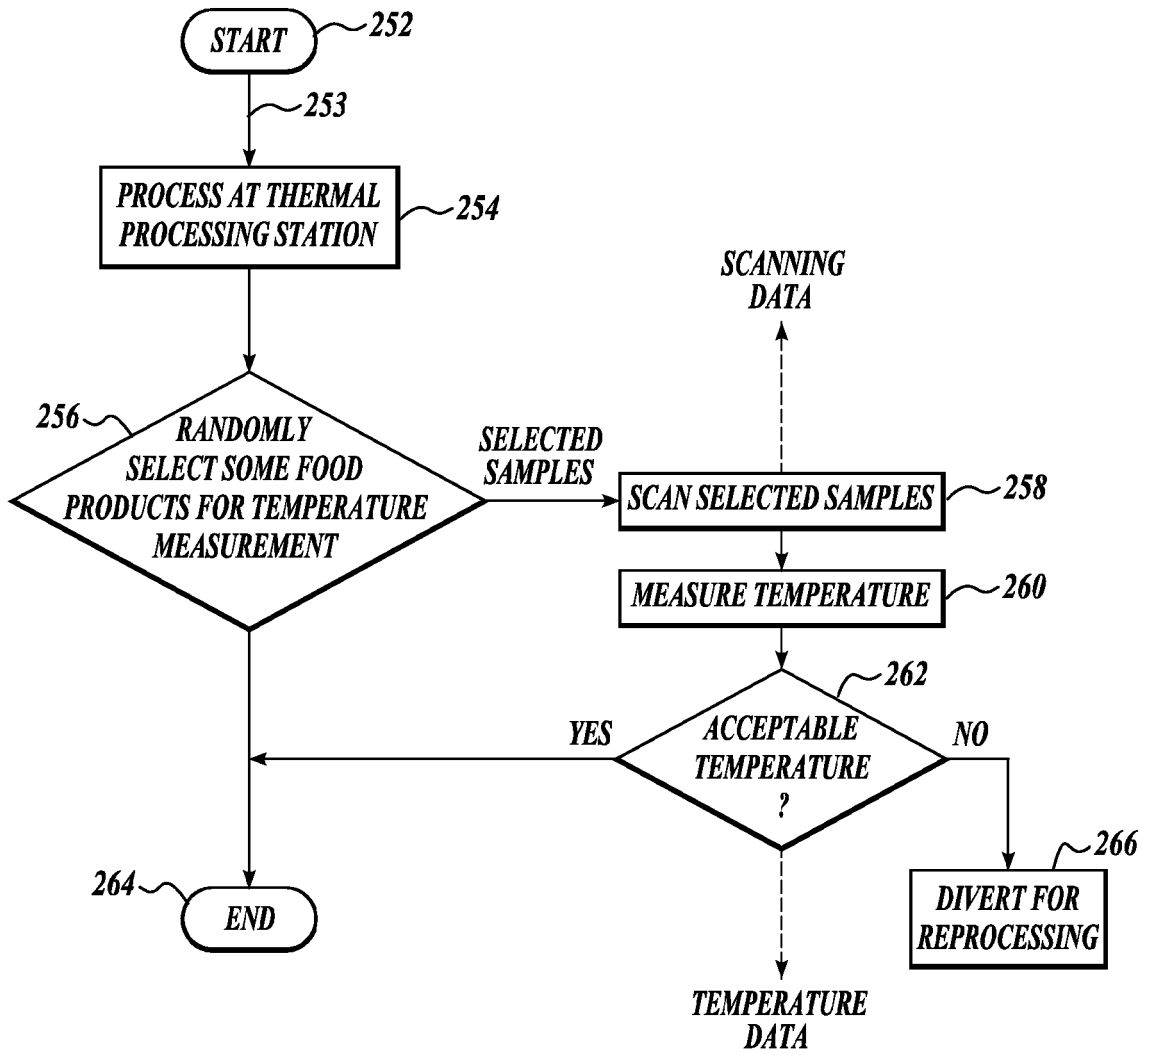 START
252
253
PROCESS AT THERMAL
PROCESSING STATION
254
SCANNING
DATA
256
RANDOMLY
SELECT SOME FOOD
PRODUCTS FOR TEMPERATURE
MEASUREMENT
SELECTED
SAMPLES
SCAN SELECTED SAMPLES
258
MEASURE TEMPERATURE
260
262
YES
ACCEPTABLE
TEMPERATURE
?
NO
264
END
266
DIVERT FOR
REPROCESSING
TEMPERATURE
DATA